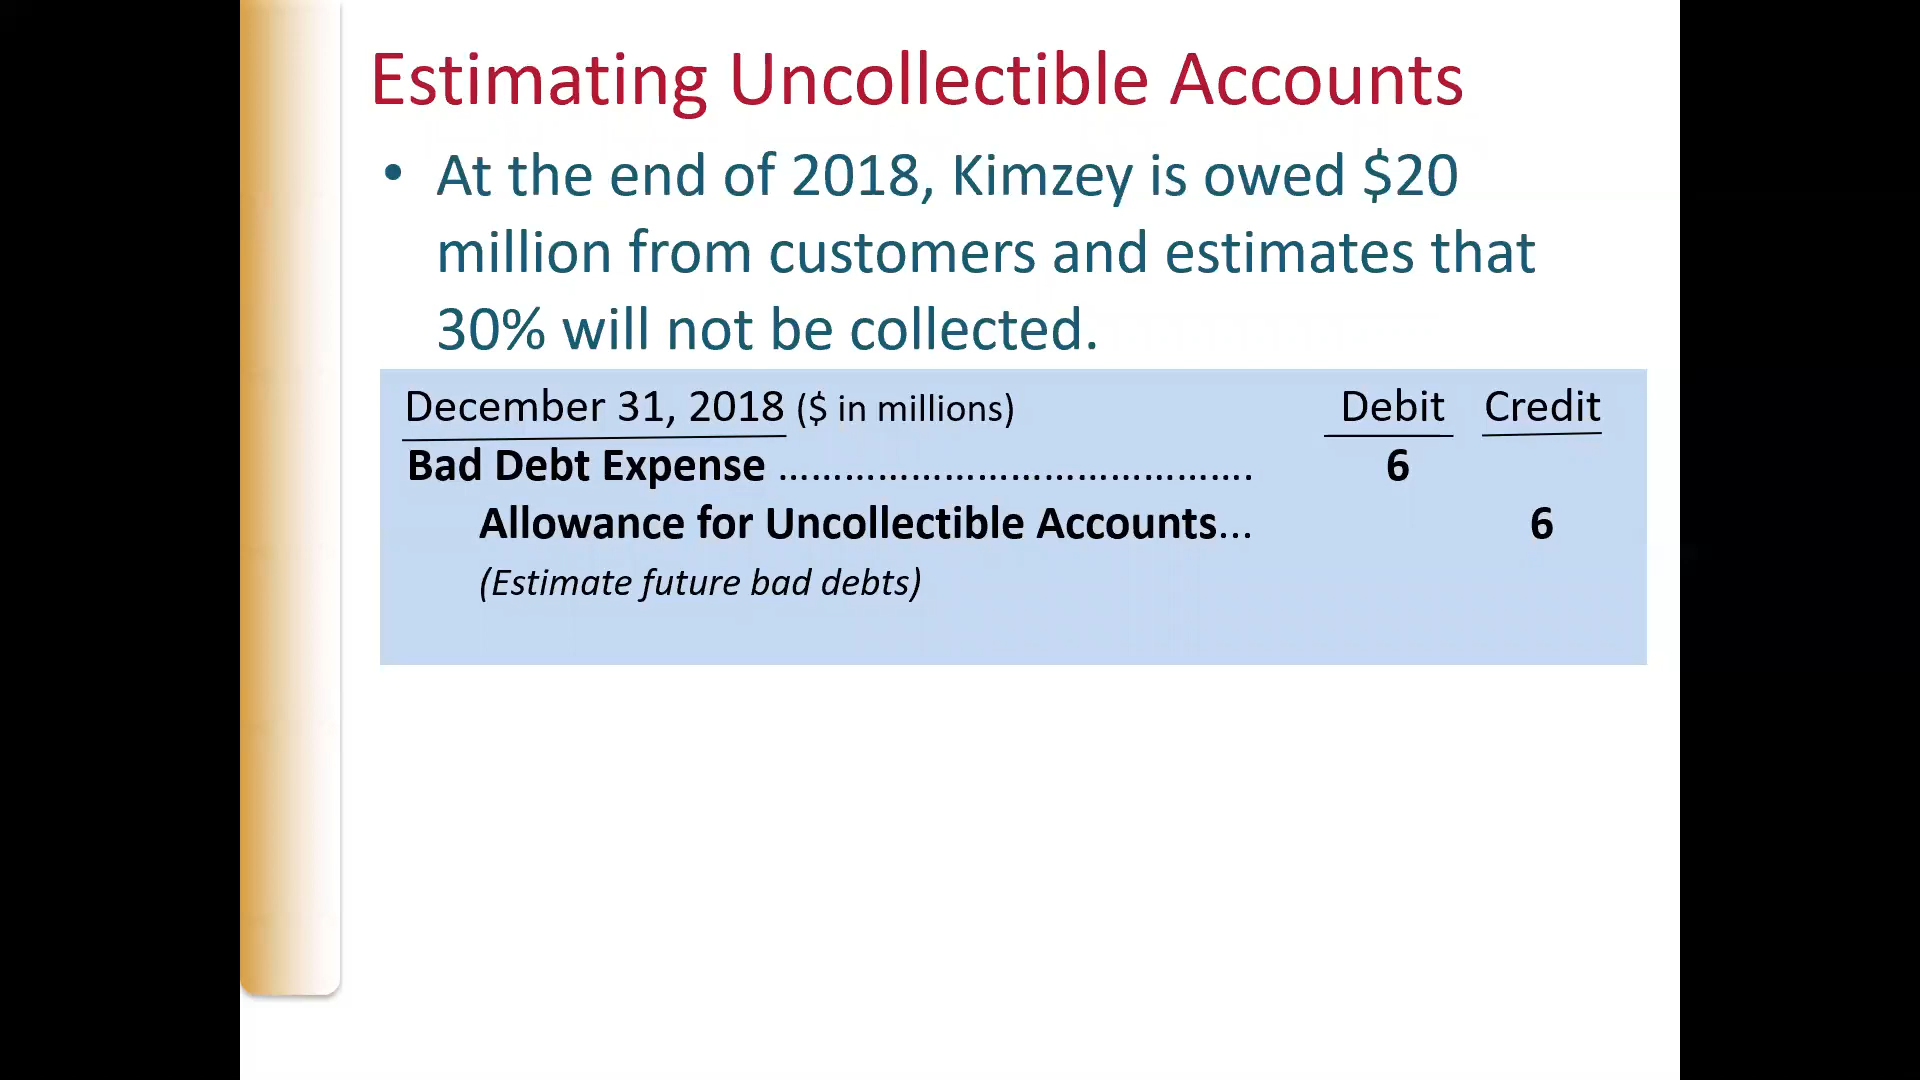 Estimating Uncollectible Accounts
• At the end of 2018, Kimzey is owed $20
million from customers and estimates that
30% will not be collected.
December 31, 2018 ($ in millions) Debit Credit
Bad Debt Expense ……………………………………. 6
Allowance for Uncollectible Accounts… 6
(Estimate future bad debts)